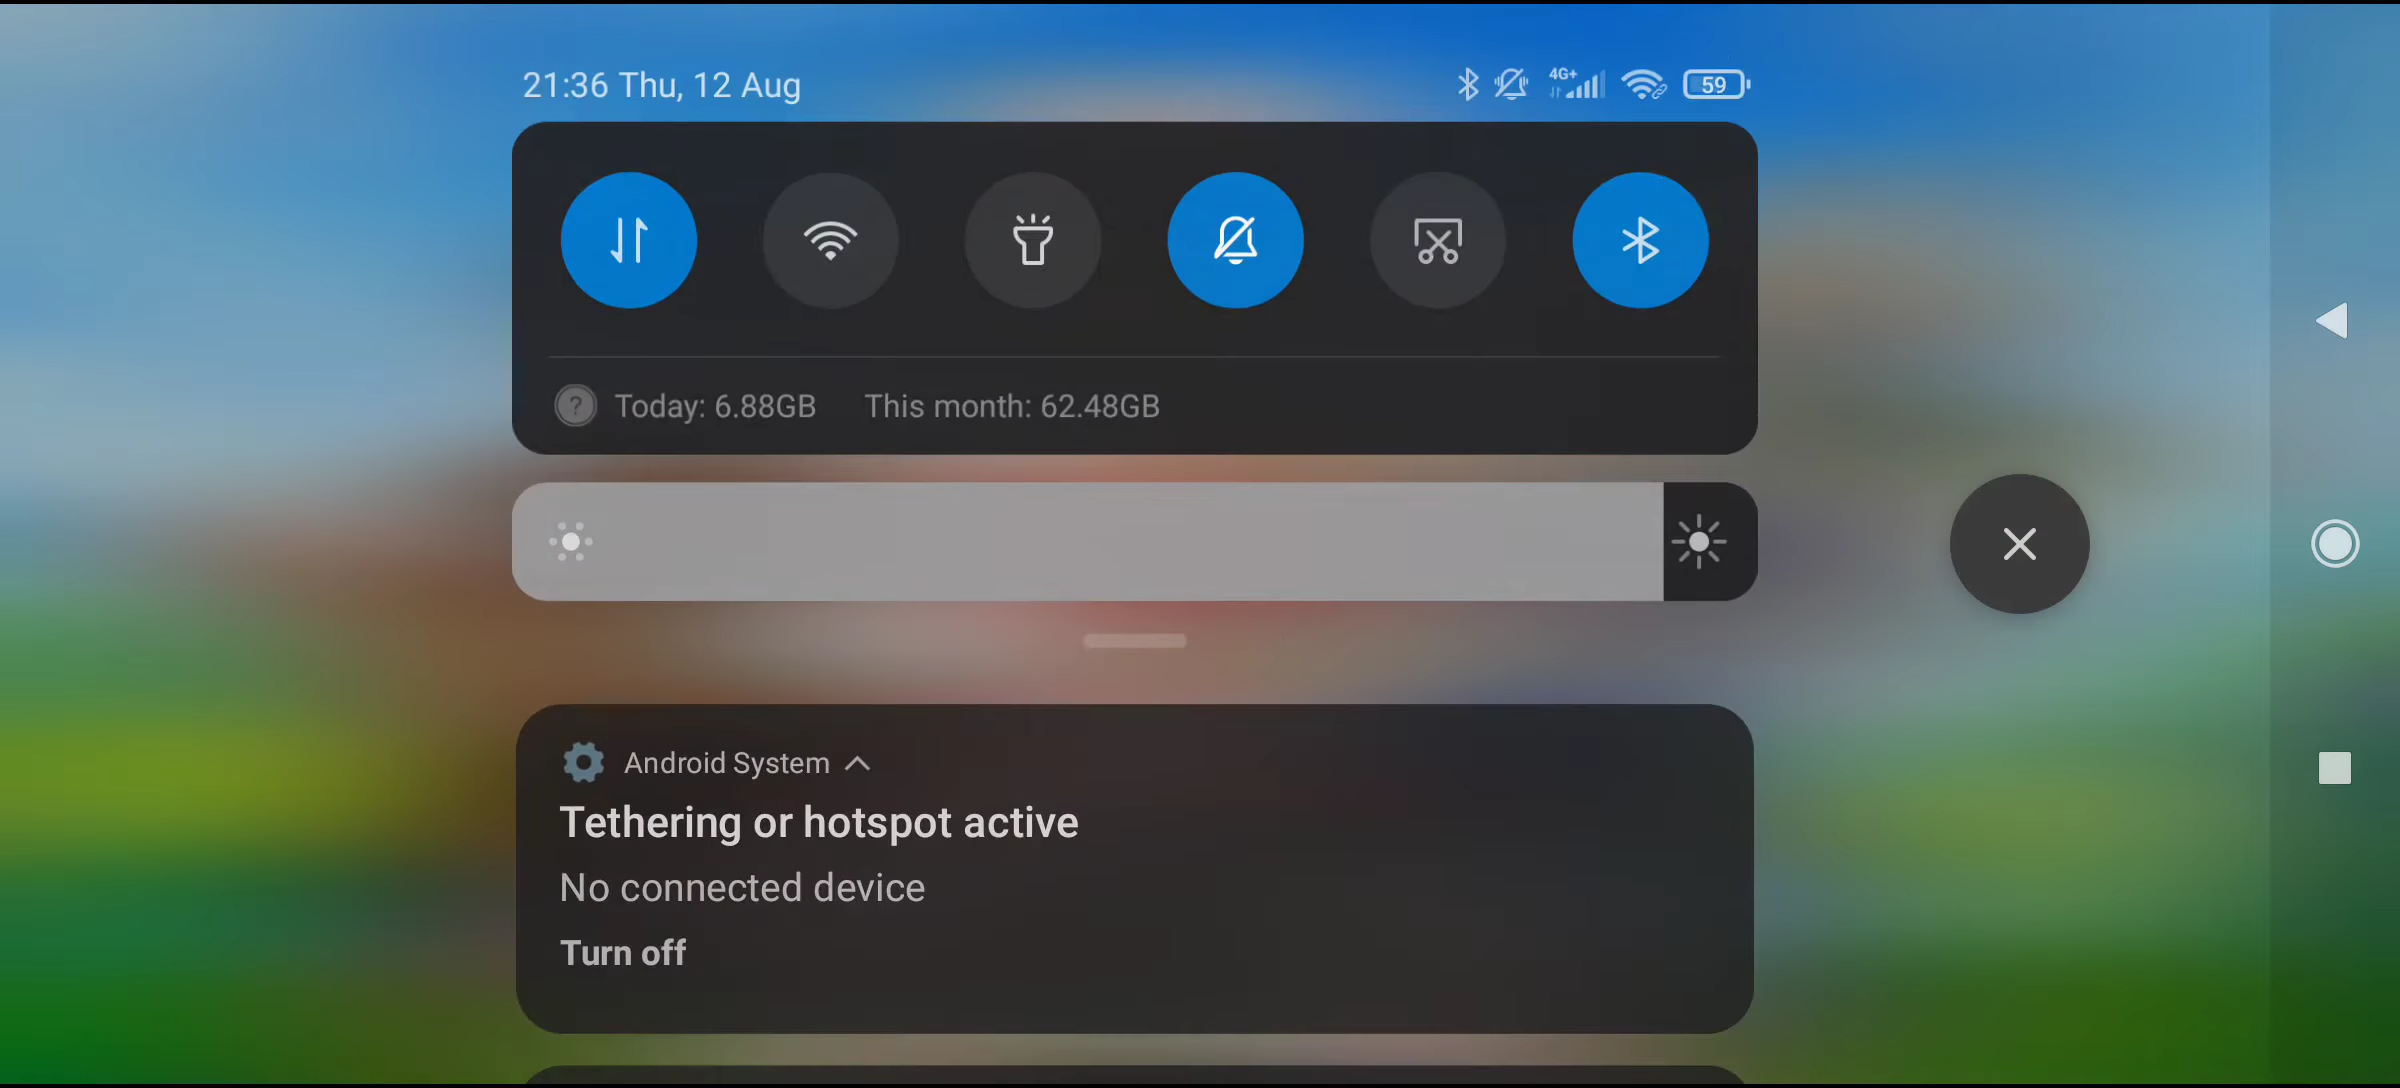 21:36 Thu, 12 Aug
4G+
59
? Today: 6.88GB This month: 62.48GB
Android System
Tethering or hotspot active
No connected device
Turn off